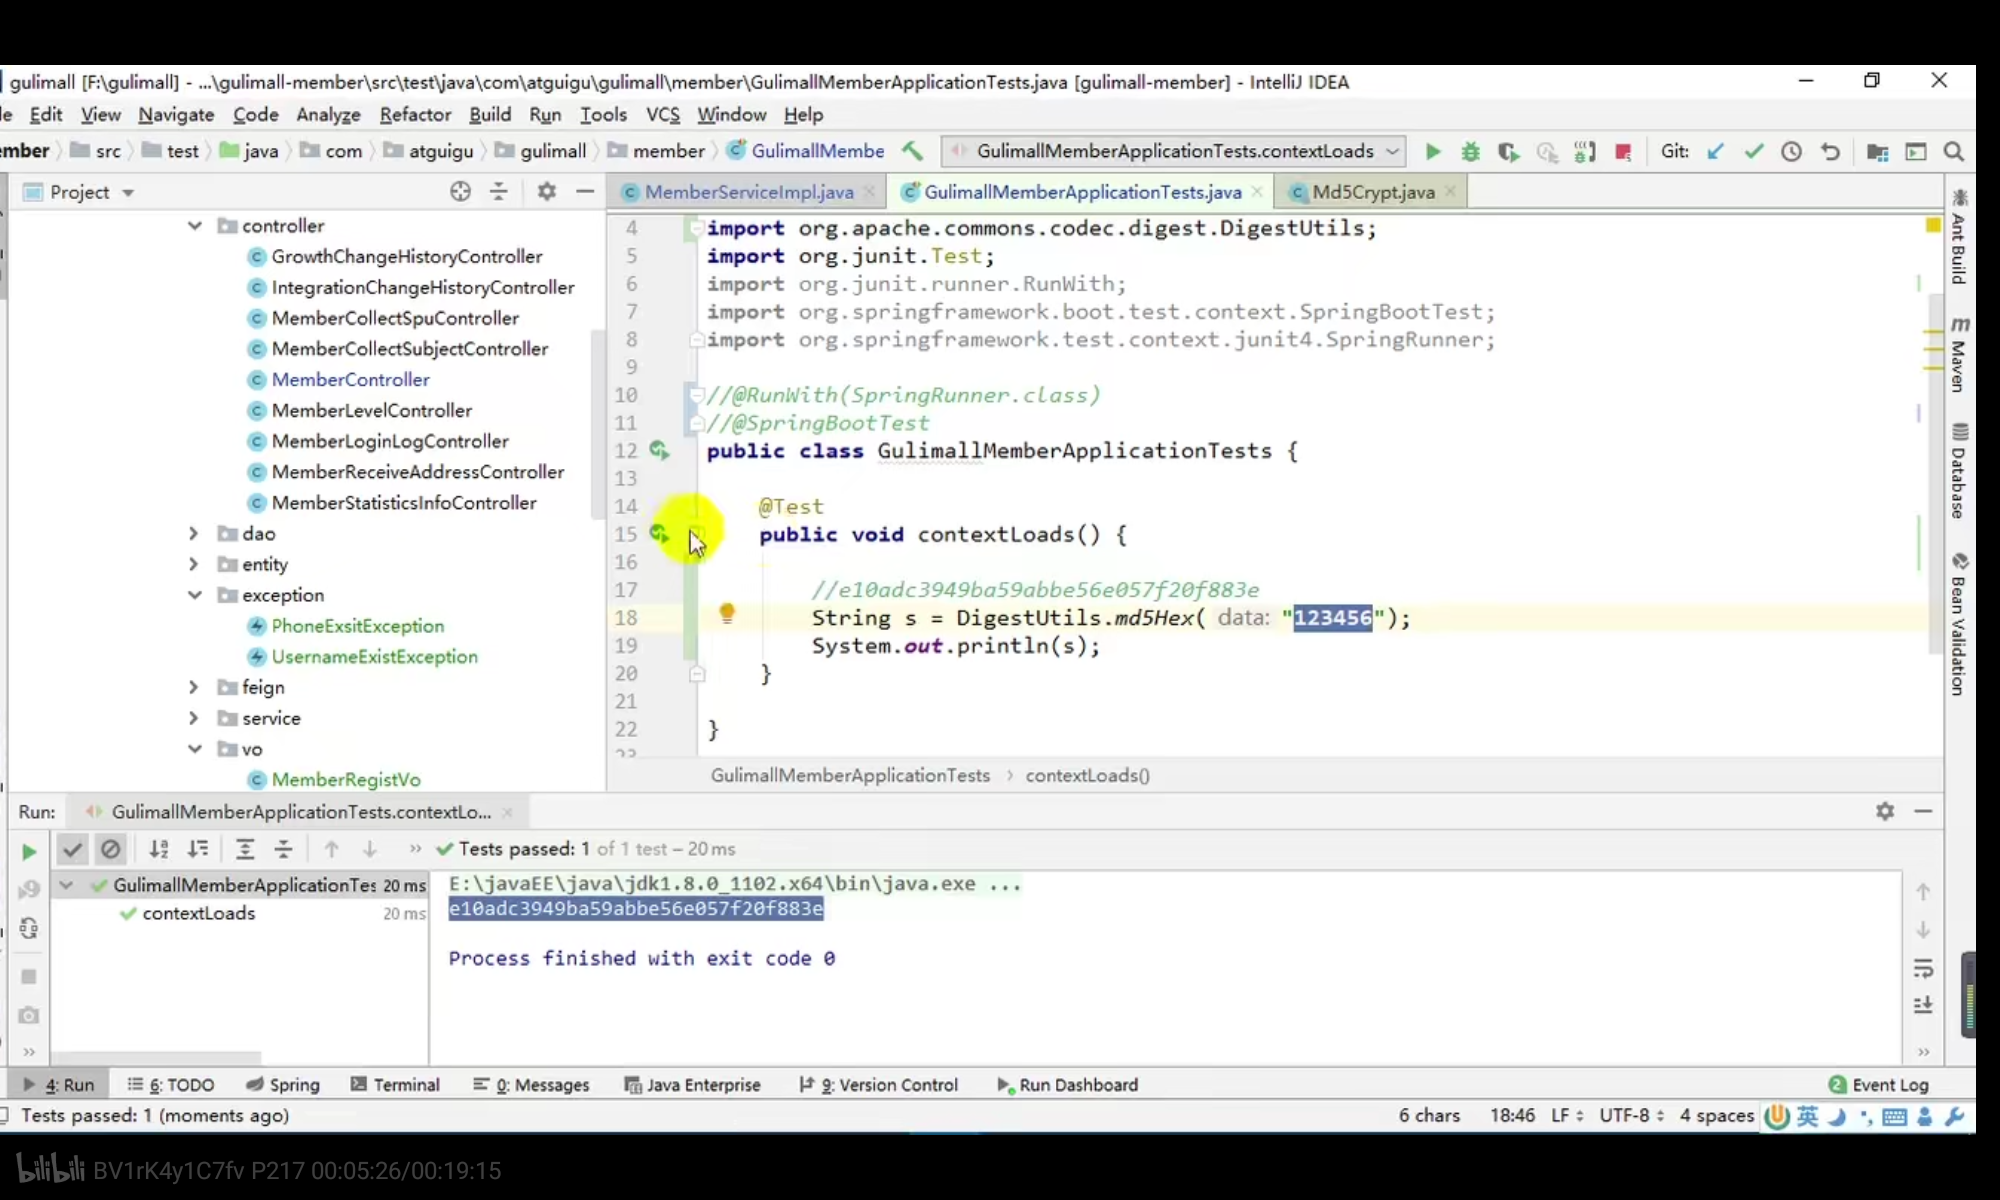 gulimall [F:\gulimall] - ...\gulimall-member\src\test\java\com\atguigu\gulimall\member\GulimallMemberApplicationTests.java [gulimall-member] - IntelliJ IDEA
Edit View Navigate Code Analyze Refactor Build Run Tools VCS Window Help
ember src test java com atguigu gulimall member GulimallMembe GulimallMemberApplicationTests.contextLoads Git:
Project
MemberServiceImpl.java GulimallMemberApplicationTests.java Md5Crypt.java
controller
GrowthChangeHistoryController
IntegrationChangeHistoryController
MemberCollectSpuController
MemberCollectSubjectController
MemberController
MemberLevelController
MemberLoginLogController
MemberReceiveAddressController
MemberStatisticsInfoController
dao
entity
exception
PhoneExsitException
UsernameExistException
feign
service
vo
MemberRegistVo
4 import org.apache.commons.codec.digest.DigestUtils;
5 import org.junit.Test;
6 import org.junit.runner.RunWith;
7 import org.springframework.boot.test.context.SpringBootTest;
8 import org.springframework.test.context.junit4.SpringRunner;
9
10 //@RunWith(SpringRunner.class)
11 //@SpringBootTest
12 public class GulimallMemberApplicationTests {
13
14 @Test
15 public void contextLoads() {
16
17 //e10adc3949ba59abbe56e057f20f883e
18 String s = DigestUtils.md5Hex( data: "123456");
19 System.out.println(s);
20 }
21
22 }
23
GulimallMemberApplicationTests › contextLoads()
Ant Build
Maven
Database
Bean Validation
Run: GulimallMemberApplicationTests.contextLo...
Tests passed: 1 of 1 test – 20 ms
GulimallMemberApplicationTes 20 ms
contextLoads 20 ms
E:\javaEE\java\jdk1.8.0_1102.x64\bin\java.exe ...
e10adc3949ba59abbe56e057f20f883e
Process finished with exit code 0
4: Run 6: TODO Spring Terminal 0: Messages Java Enterprise 9: Version Control Run Dashboard 2 Event Log
Tests passed: 1 (moments ago) 6 chars 18:46 LF UTF-8 4 spaces 英
bilibili BV1rK4y1C7fv P217 00:05:26/00:19:15